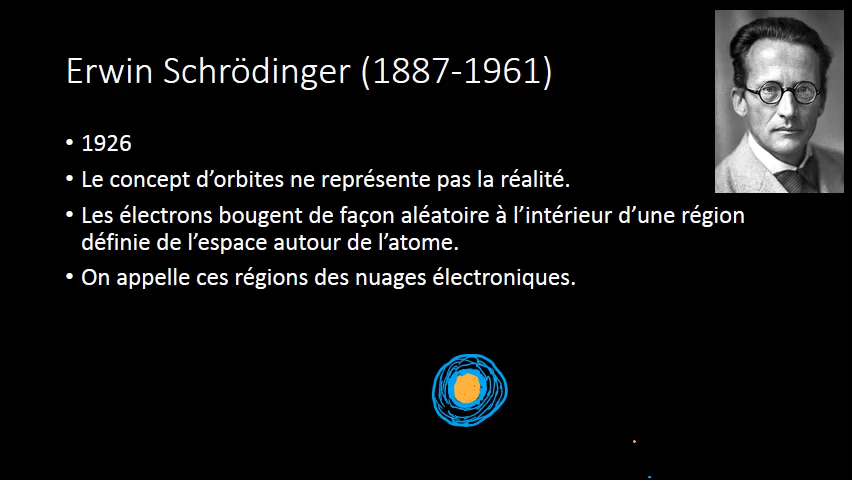 Erwin Schrödinger (1887-1961)
• 1926
• Le concept d’orbites ne représente pas la réalité.
• Les électrons bougent de façon aléatoire à l’intérieur d’une région
définie de l’espace autour de l’atome.
• On appelle ces régions des nuages électroniques.